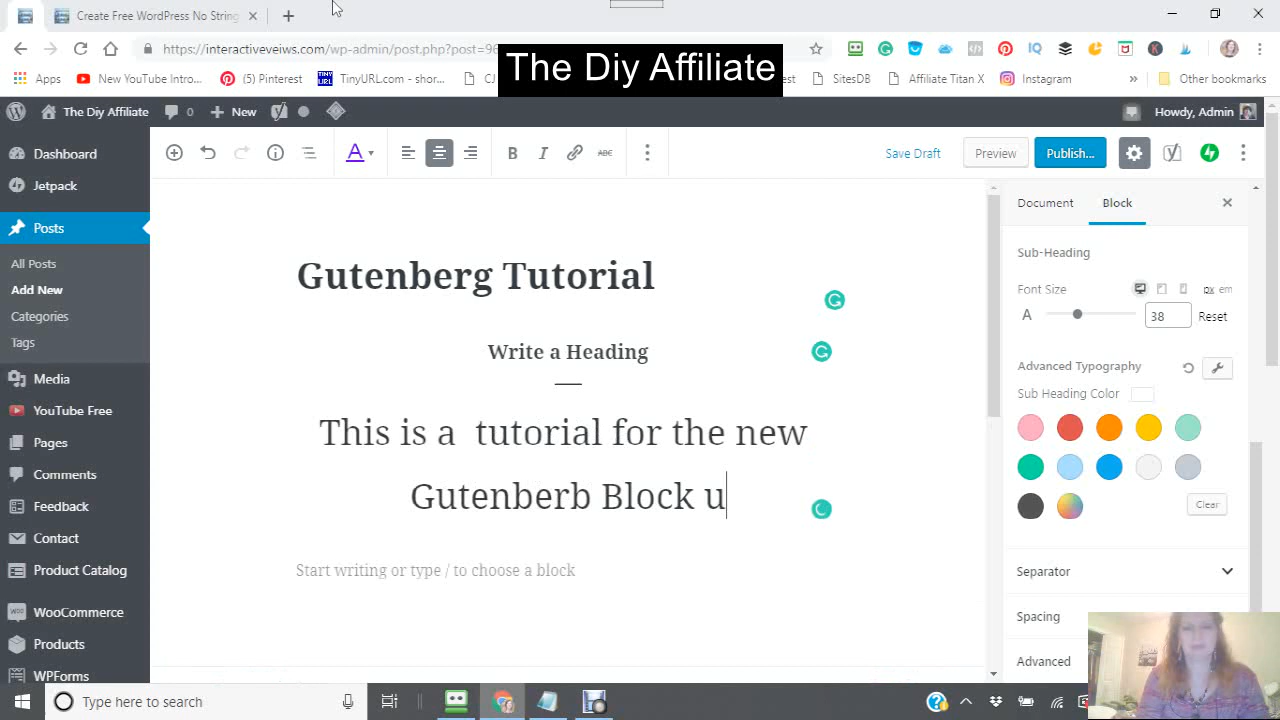 Create Free WordPress No String
https://interactiveveiws.com/wp-admin/post.php?post=96
The Diy Affiliate
Apps
New YouTube Intro...
(5) Pinterest
TinyURL.com - shor...
CJ
SitesDB
Affiliate Titan X
Instagram
»
Other bookmarks
The DIY Affiliate
0
New
Howdy, Admin
Dashboard
Jetpack
Posts
All Posts
Add New
Categories
Tags
Media
YouTube Free
Pages
Comments
Feedback
Contact
Product Catalog
WooCommerce
Products
WPForms
A
B
I
ABC
Save Draft
Preview
Publish...
Gutenberg Tutorial
Write a Heading
This is a  tutorial for the new
Gutenberb Block u
Start writing or type / to choose a block
Document
Block
Sub-Heading
Font Size
px em
A
38
Reset
Advanced Typography
Sub Heading Color
Clear
Separator
Spacing
Advanced
Type here to search